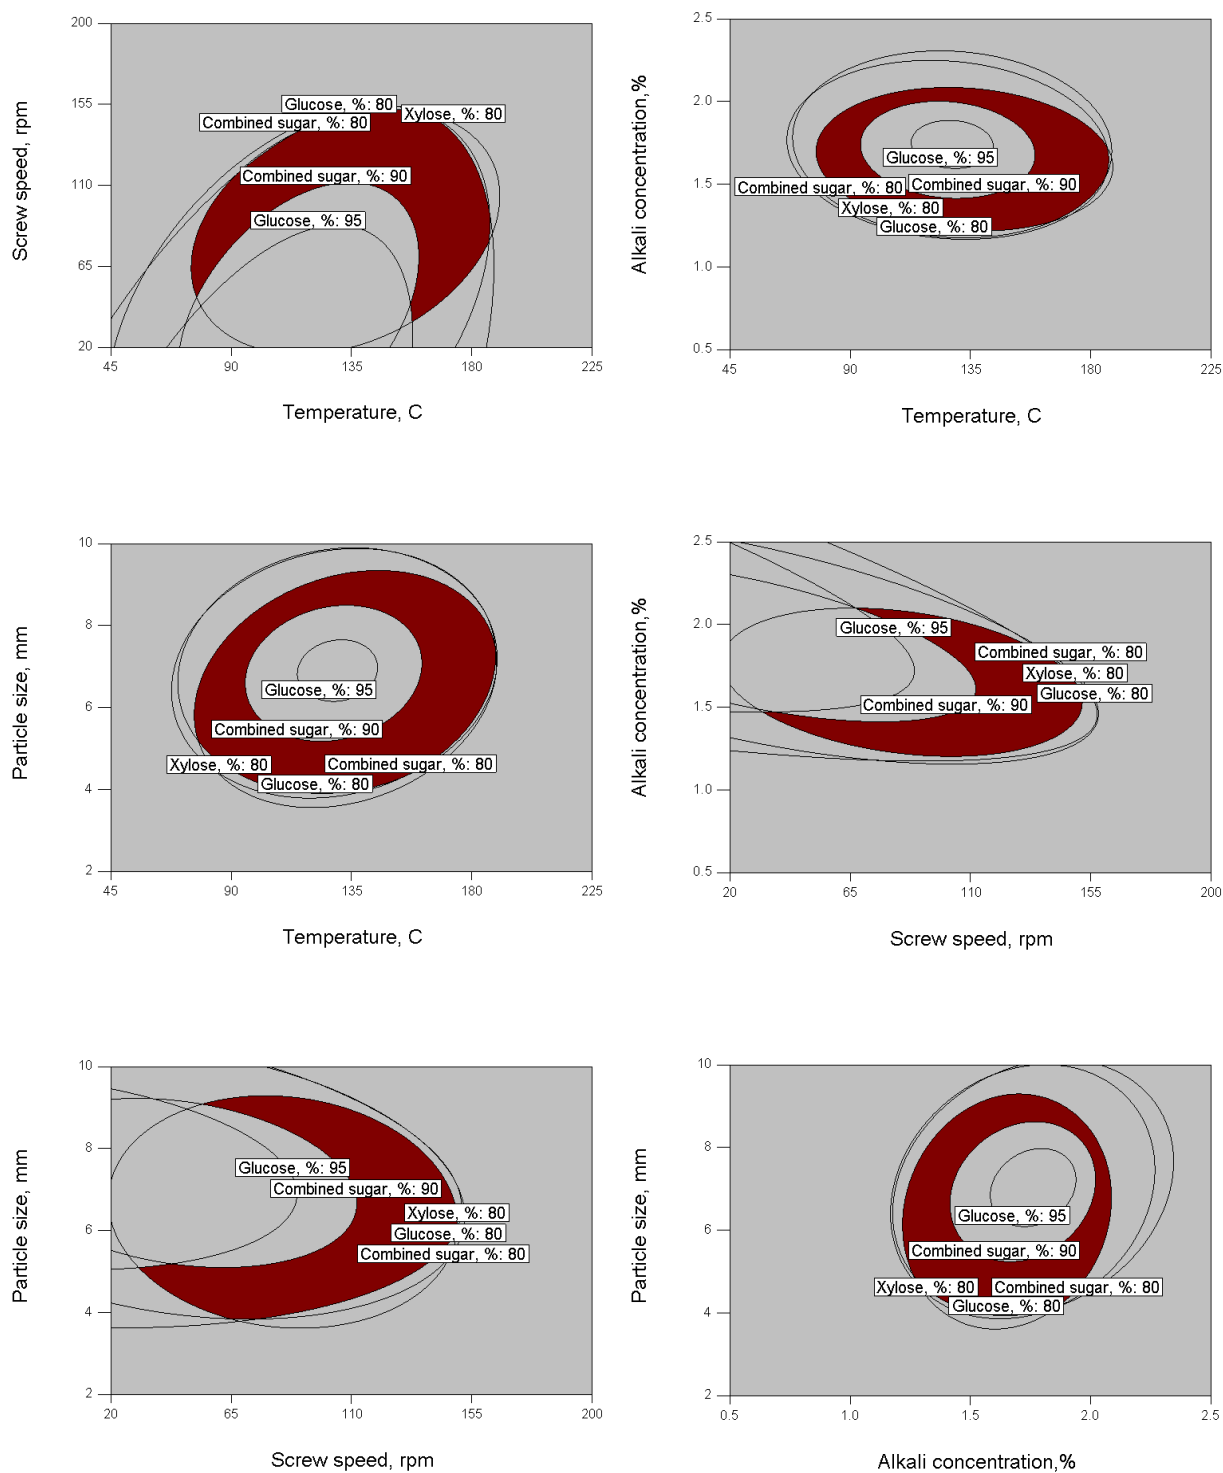 200
155
110
65
20
Screw speed, rpm
Glucose, %: 80
Combined sugar, %: 80
Xylose, %: 80
Combined sugar, %: 90
Glucose, %: 95
45 90 135 180 225
Temperature, C
2.5
2.0
1.5
1.0
0.5
Alkali concentration,%
Glucose, %: 95
Combined sugar, %: 90
Combined sugar, %: 80
Xylose, %: 80
Glucose, %: 80
45 90 135 180 225
Temperature, C
10
8
6
4
2
Particle size, mm
Glucose, %: 95
Combined sugar, %: 90
Xylose, %: 80
Combined sugar, %: 80
Glucose, %: 80
45 90 135 180 225
Temperature, C
2.5
2.0
1.5
1.0
0.5
Alkali concentration,%
Glucose, %: 95
Combined sugar, %: 80
Xylose, %: 80
Glucose, %: 80
Combined sugar, %: 90
20 65 110 155 200
Screw speed, rpm
10
8
6
4
2
Particle size, mm
Glucose, %: 95
Combined sugar, %: 90
Xylose, %: 80
Glucose, %: 80
Combined sugar, %: 80
20 65 110 155 200
Screw speed, rpm
10
8
6
4
2
Particle size, mm
Glucose, %: 95
Combined sugar, %: 90
Xylose, %: 80
Combined sugar, %: 80
Glucose, %: 80
0.5 1.0 1.5 2.0 2.5
Alkali concentration,%